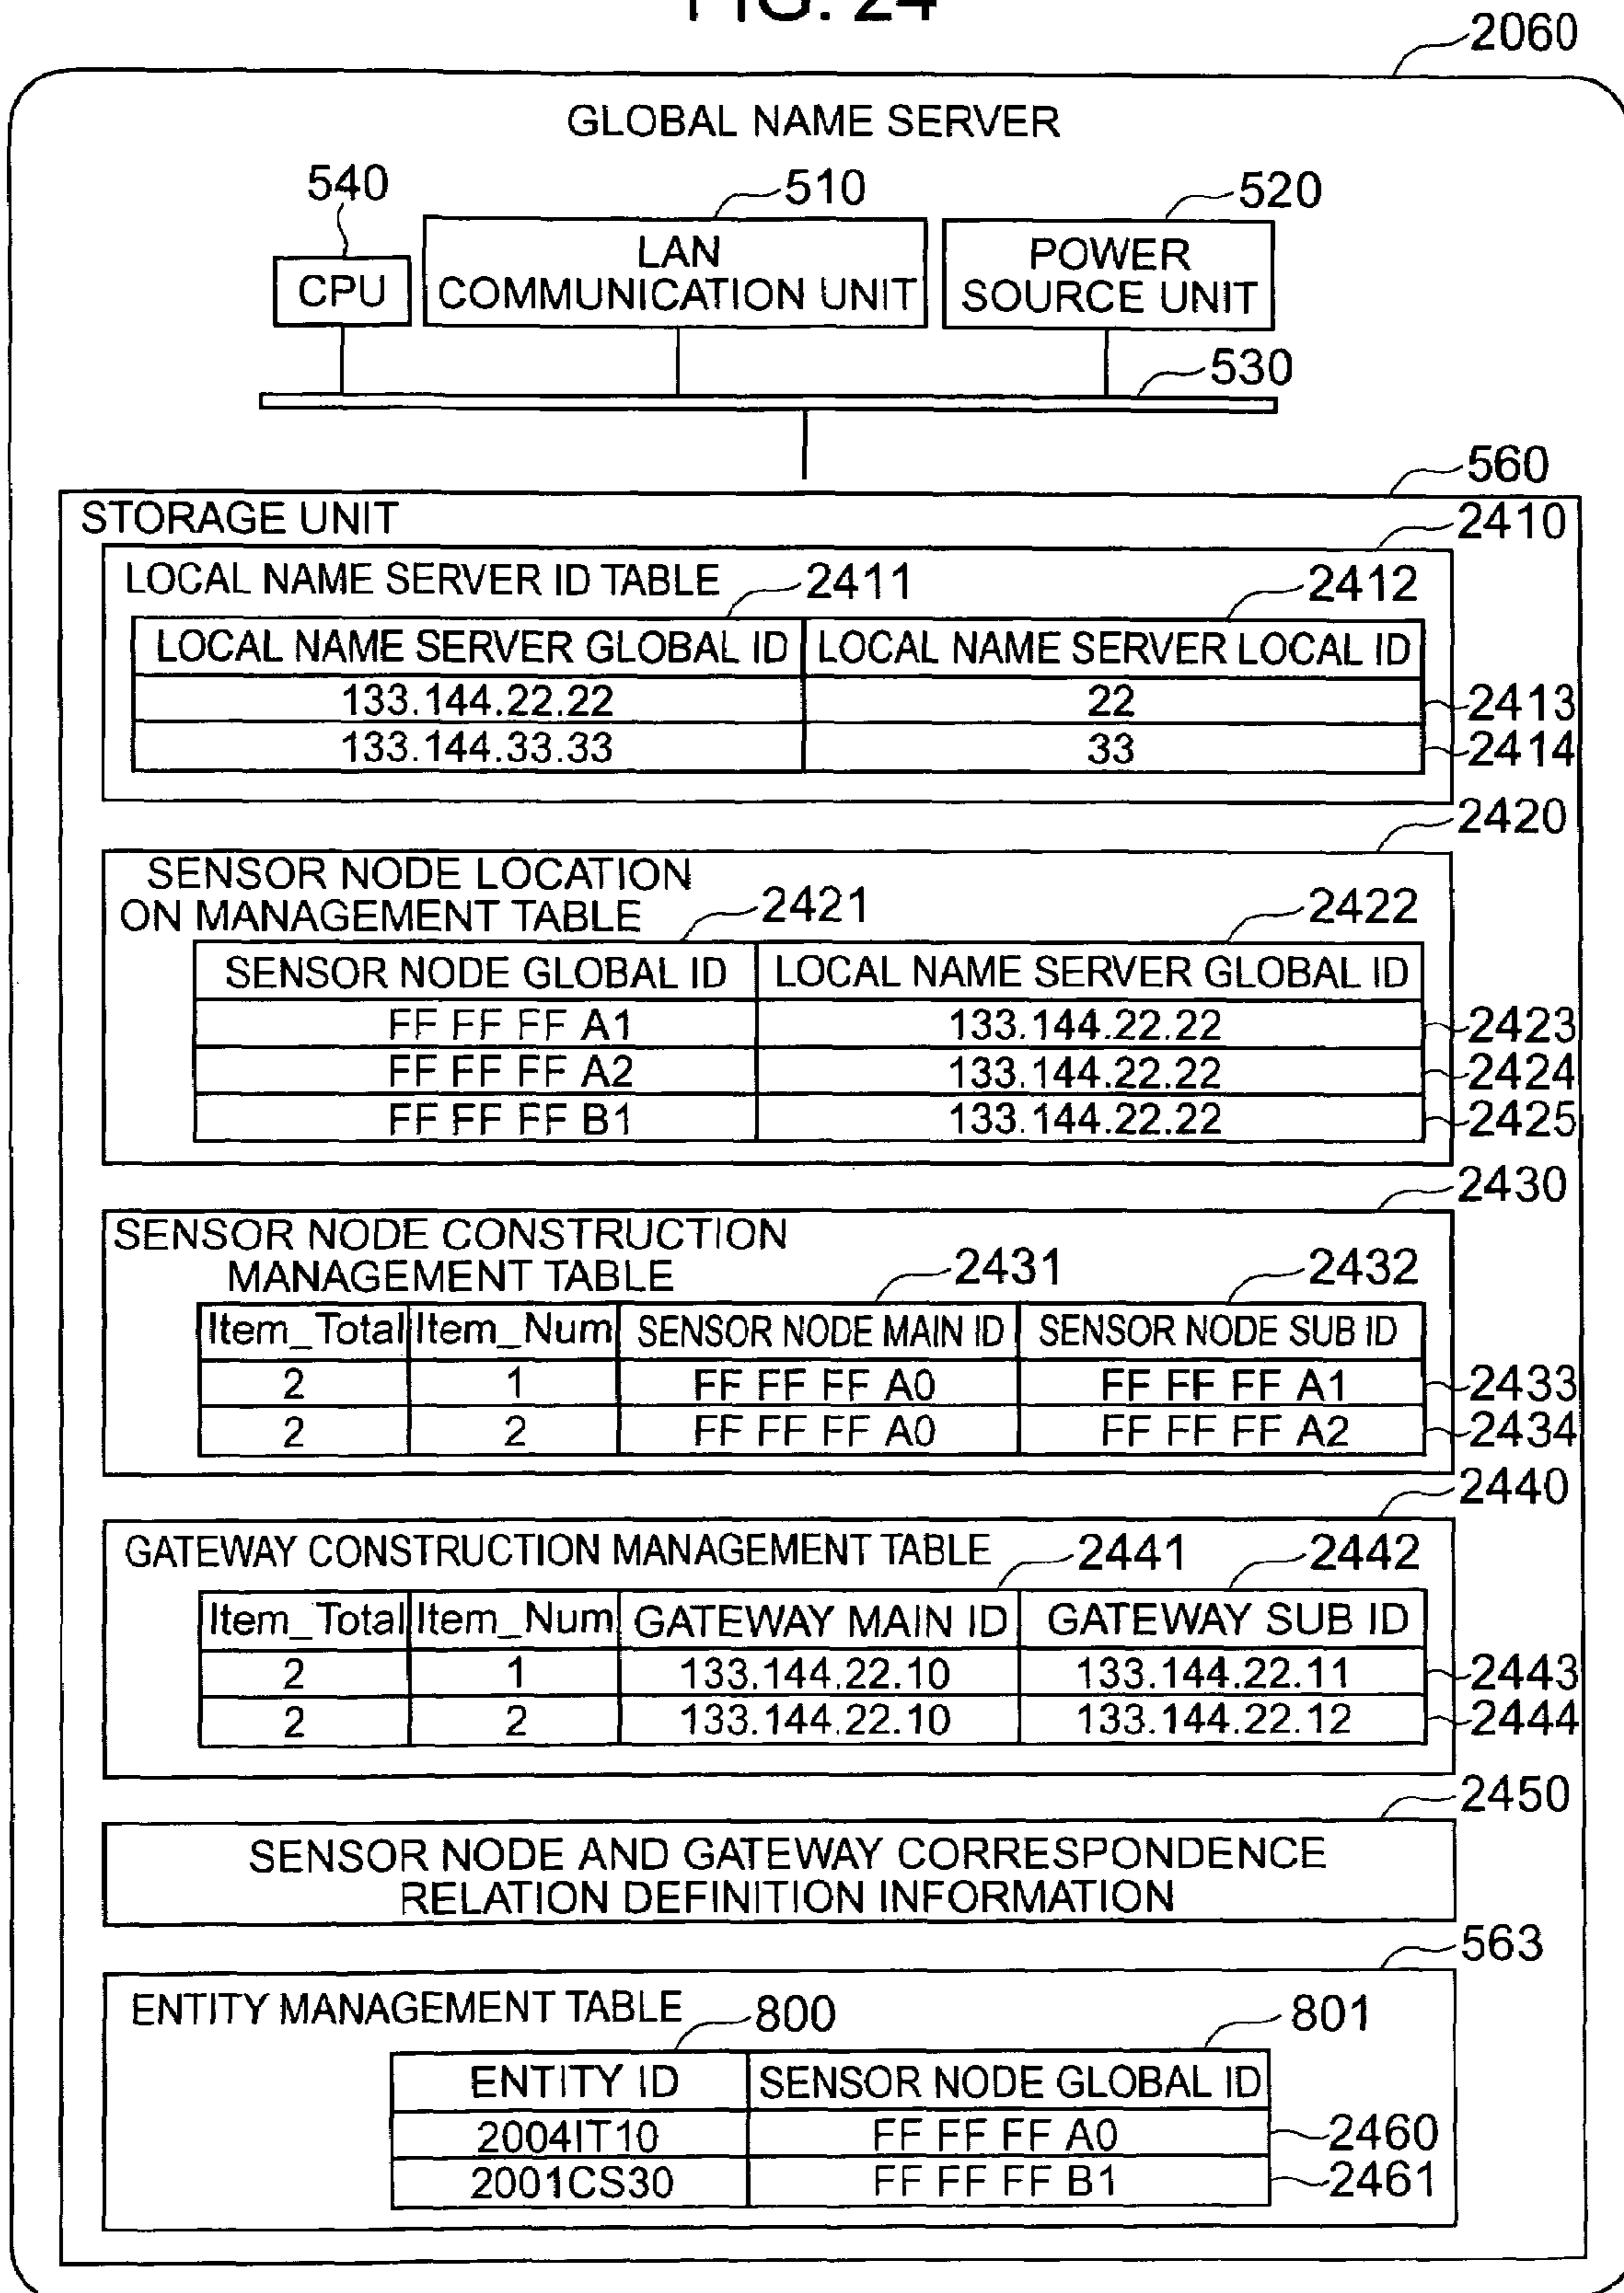 FIG. 24
2060
GLOBAL NAME SERVER
540
510
520
CPU
LAN
COMMUNICATION UNIT
POWER
SOURCE UNIT
530
560
STORAGE UNIT
2410
LOCAL NAME SERVER ID TABLE
2411
2412
LOCAL NAME SERVER GLOBAL ID LOCAL NAME SERVER LOCAL ID
133.144.22.22 22 2413
133.144.33.33 33 2414
2420
SENSOR NODE LOCATION
ON MANAGEMENT TABLE
2421
2422
SENSOR NODE GLOBAL ID LOCAL NAME SERVER GLOBAL ID
FF FF FF A1 133.144.22.22 2423
FF FF FF A2 133.144.22.22 2424
FF FF FF B1 133.144.22.22 2425
2430
SENSOR NODE CONSTRUCTION
MANAGEMENT TABLE
2431
2432
Item_Total Item_Num SENSOR NODE MAIN ID SENSOR NODE SUB ID
2 1 FF FF FF A0 FF FF FF A1 2433
2 2 FF FF FF A0 FF FF FF A2 2434
2440
GATEWAY CONSTRUCTION MANAGEMENT TABLE
2441
2442
Item_Total Item_Num GATEWAY MAIN ID GATEWAY SUB ID
2 1 133.144.22.10 133.144.22.11 2443
2 2 133.144.22.10 133.144.22.12 2444
2450
SENSOR NODE AND GATEWAY CORRESPONDENCE
RELATION DEFINITION INFORMATION
563
ENTITY MANAGEMENT TABLE
800
801
ENTITY ID SENSOR NODE GLOBAL ID
2004IT10 FF FF FF A0 2460
2001CS30 FF FF FF B1 2461